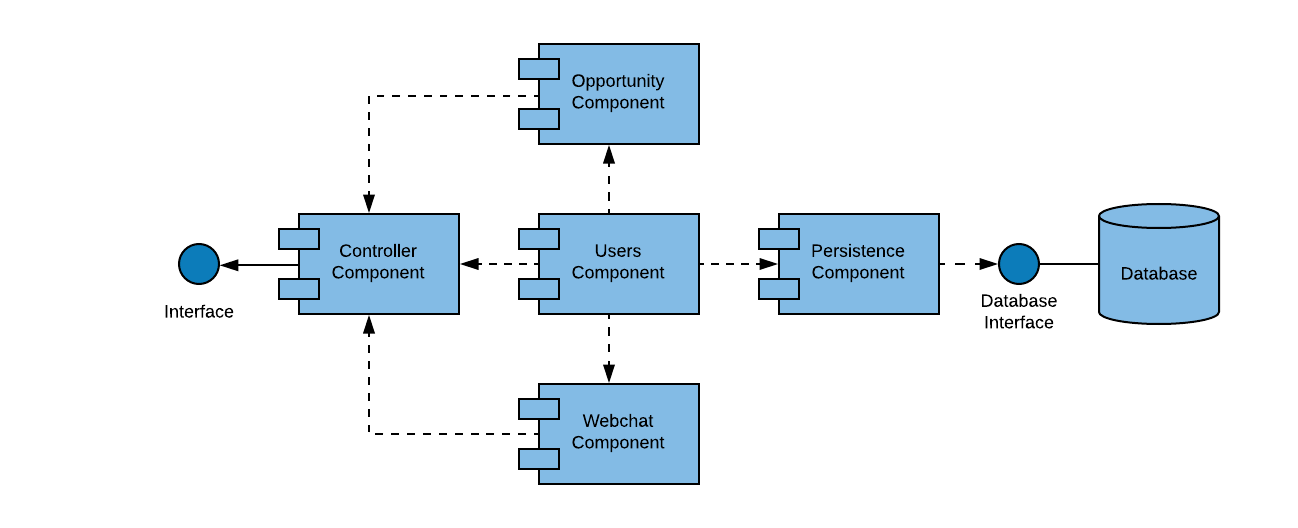 Opportunity
Component
Controller
Component
Users
Component
Persistence
Component
Database
Interface
Database
Interface
Webchat
Component